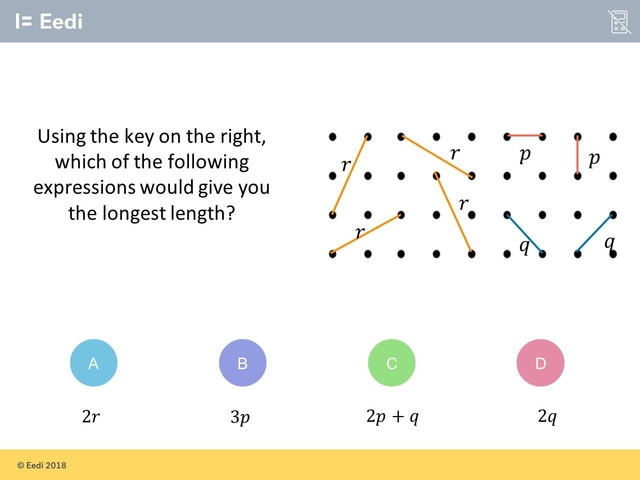 Eedi
Using the key on the right,
which of the following
expressions would give you
the longest length?
r
r
p
p
r
r
q
q
A
B
C
D
2r
3p
2p + q
2q
© Eedi 2018